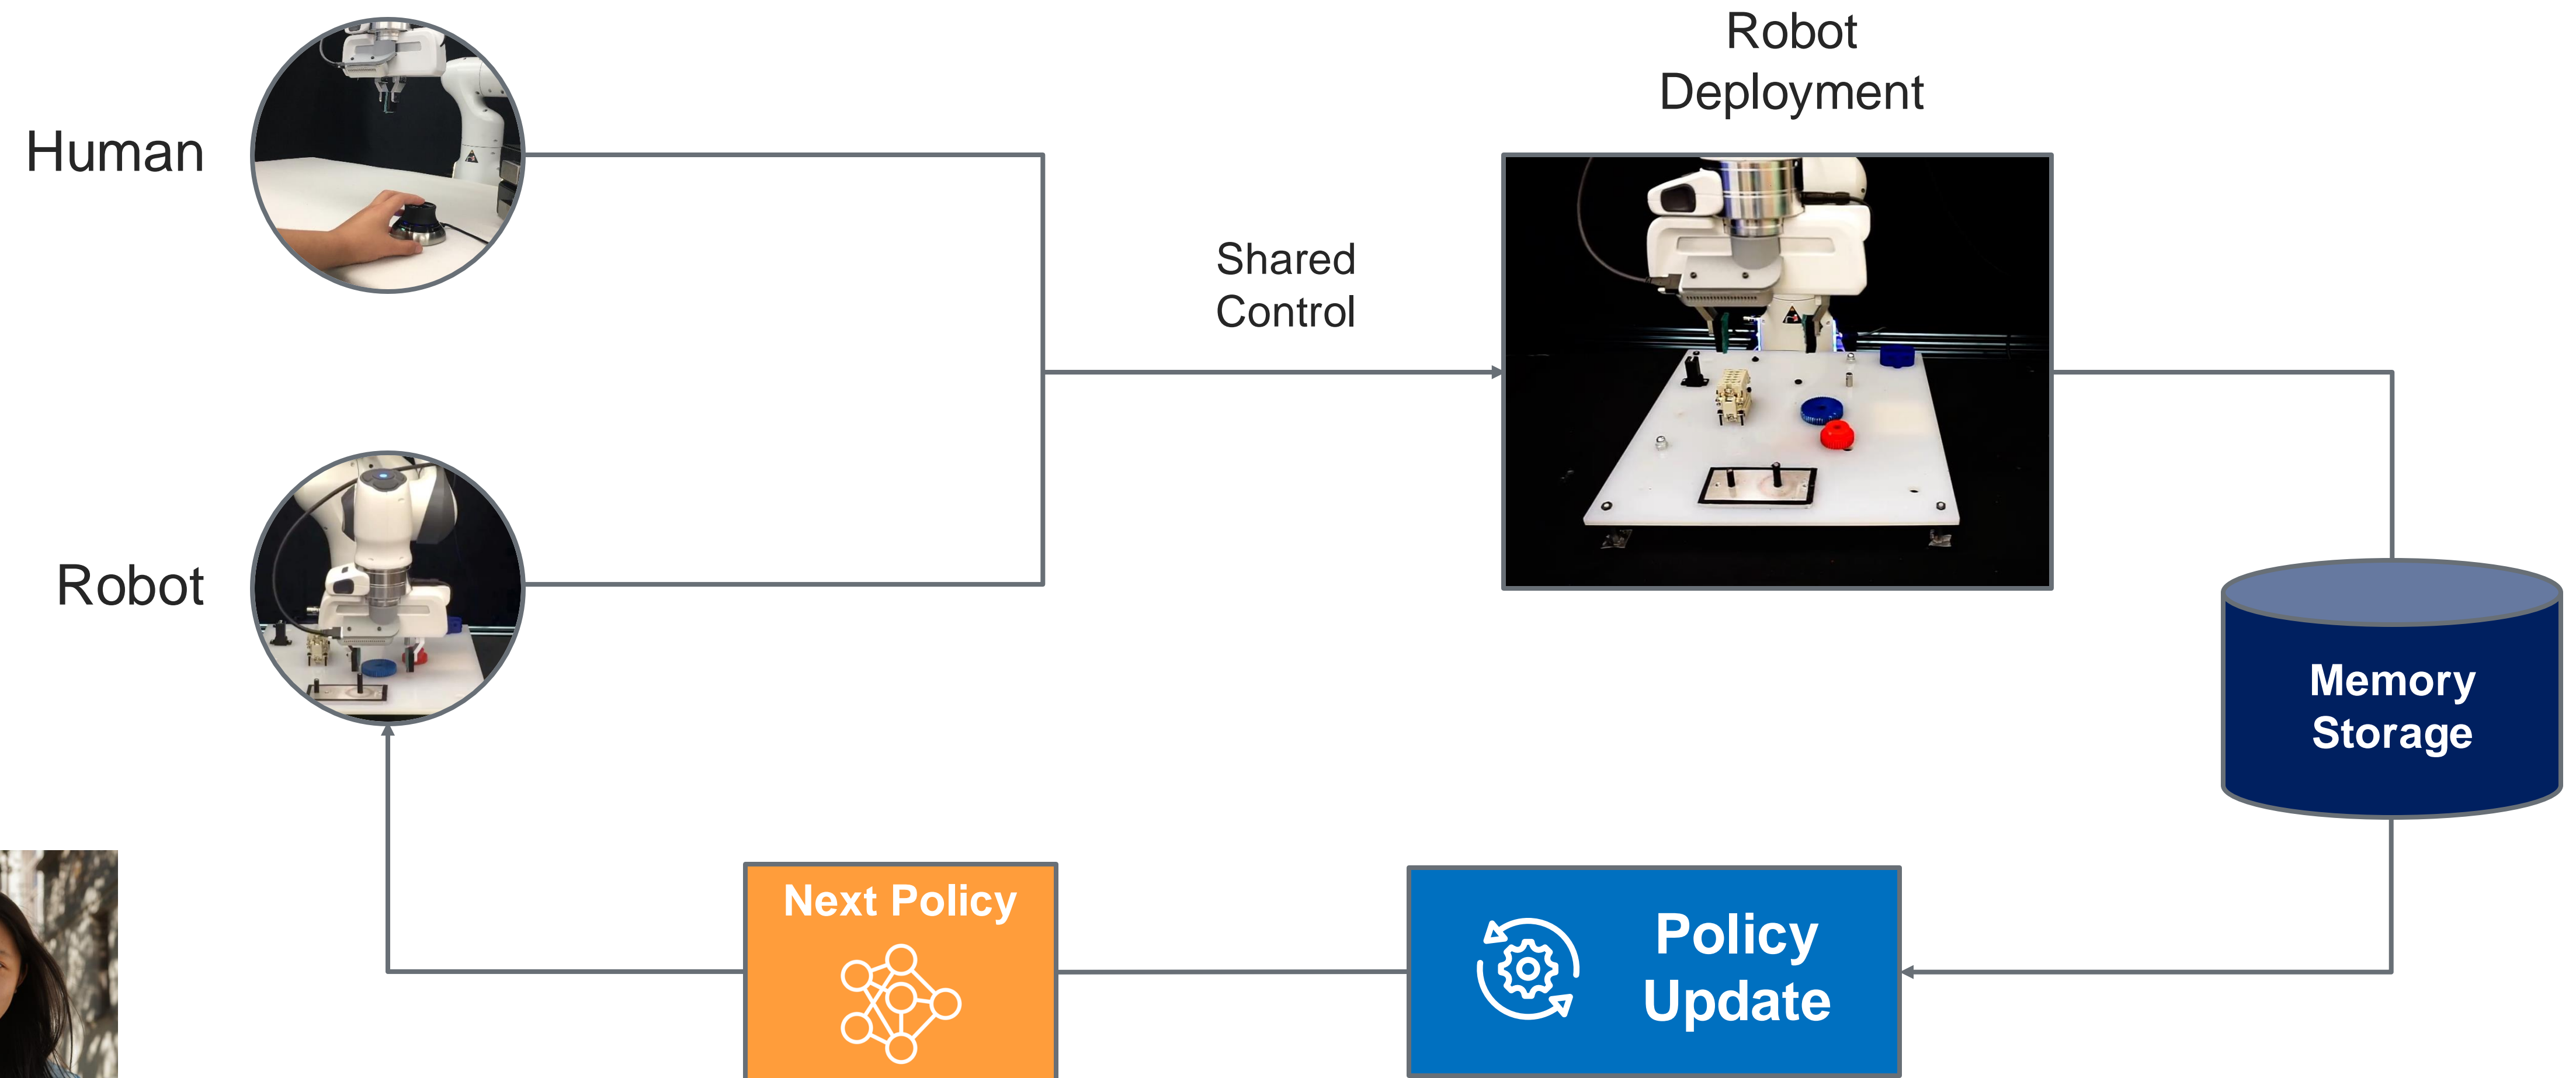 Robot
Deployment
Human
Shared
Control
Robot
Memory
Storage
Next Policy
Policy
Update